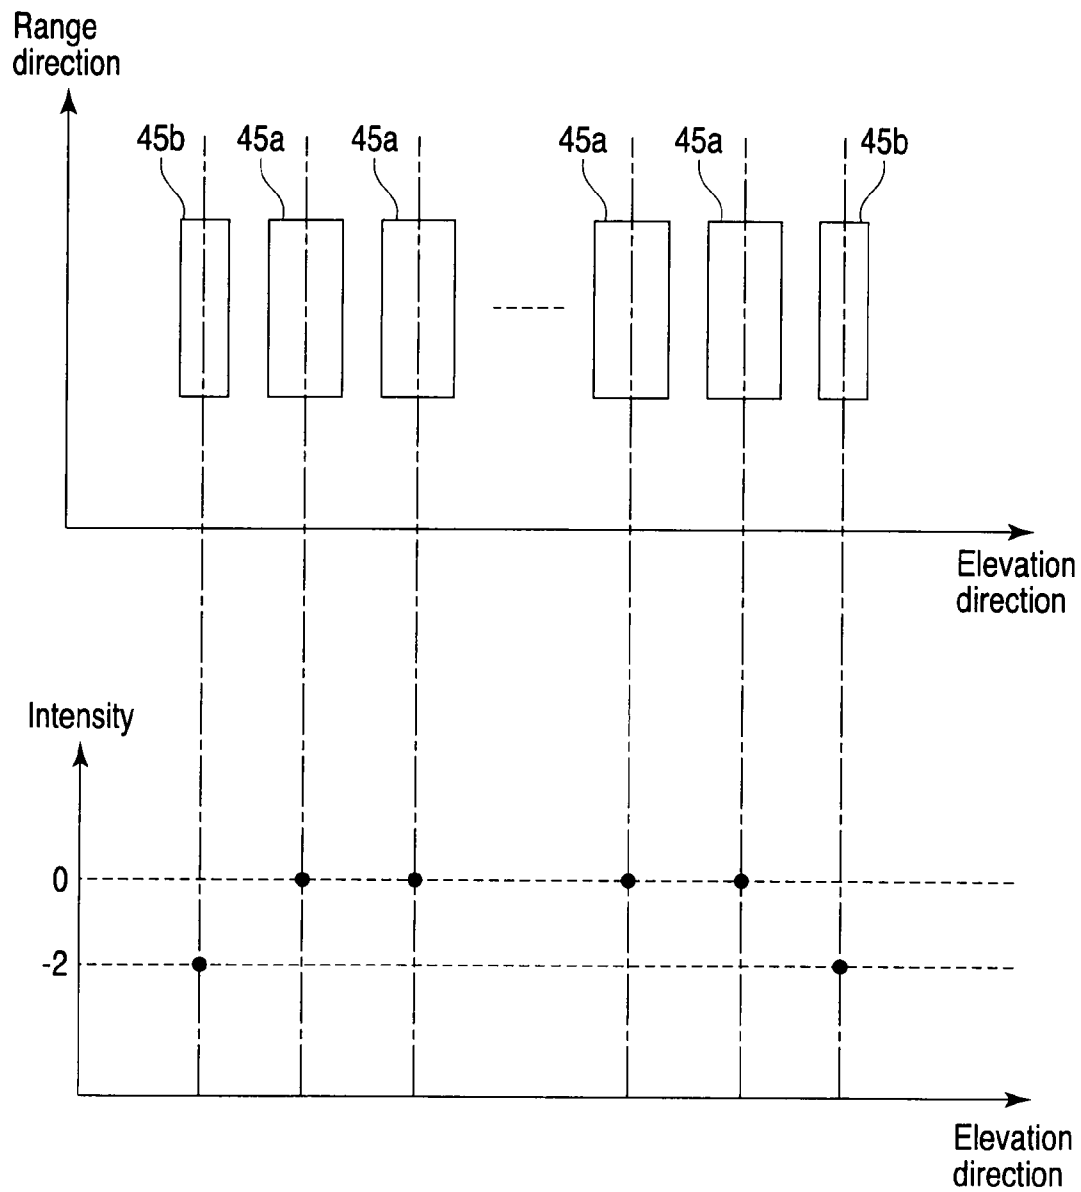 Range
direction
45b 45a 45a 45a 45a 45b
Elevation
direction
Intensity
0
-2
Elevation
direction